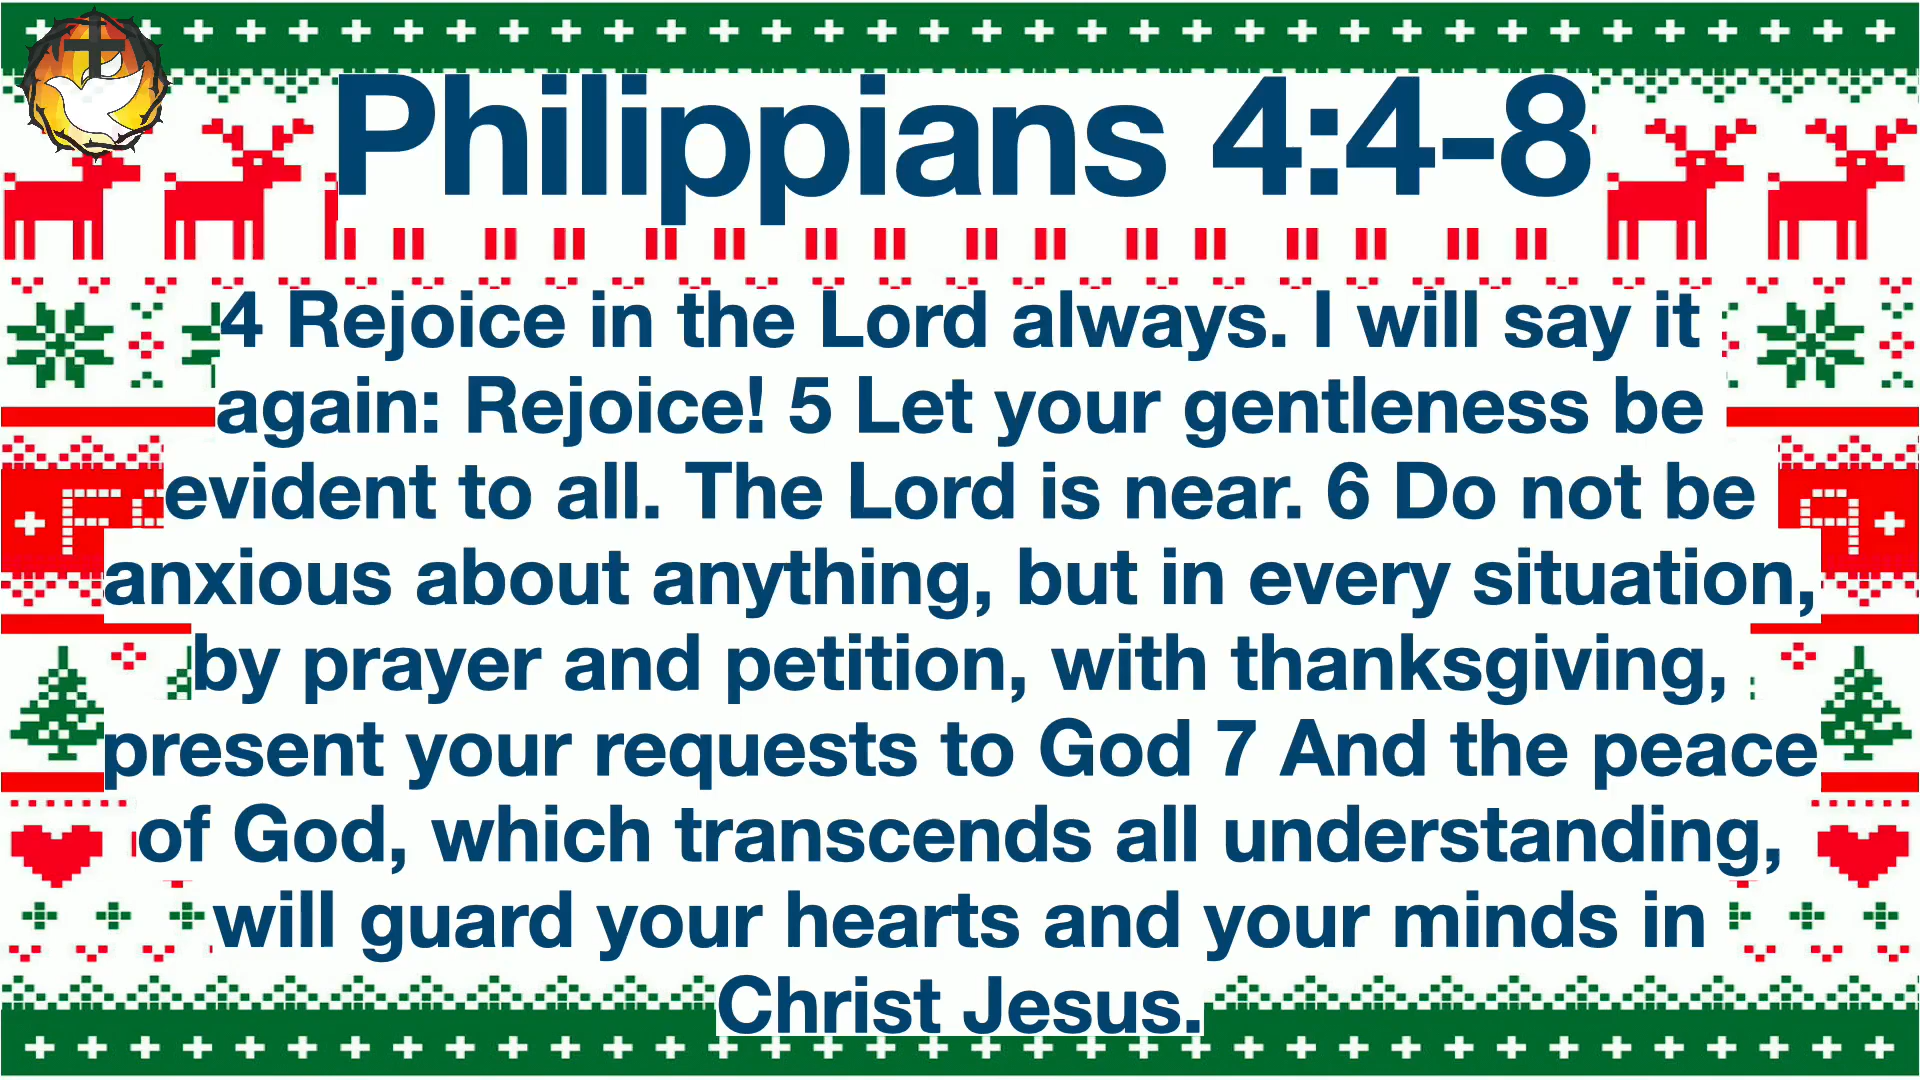 Philippians 4:4-8
4 Rejoice in the Lord always. I will say it
again: Rejoice! 5 Let your gentleness be
evident to all. The Lord is near. 6 Do not be
anxious about anything, but in every situation,
by prayer and petition, with thanksgiving,
present your requests to God 7 And the peace
of God, which transcends all understanding,
will guard your hearts and your minds in
Christ Jesus.